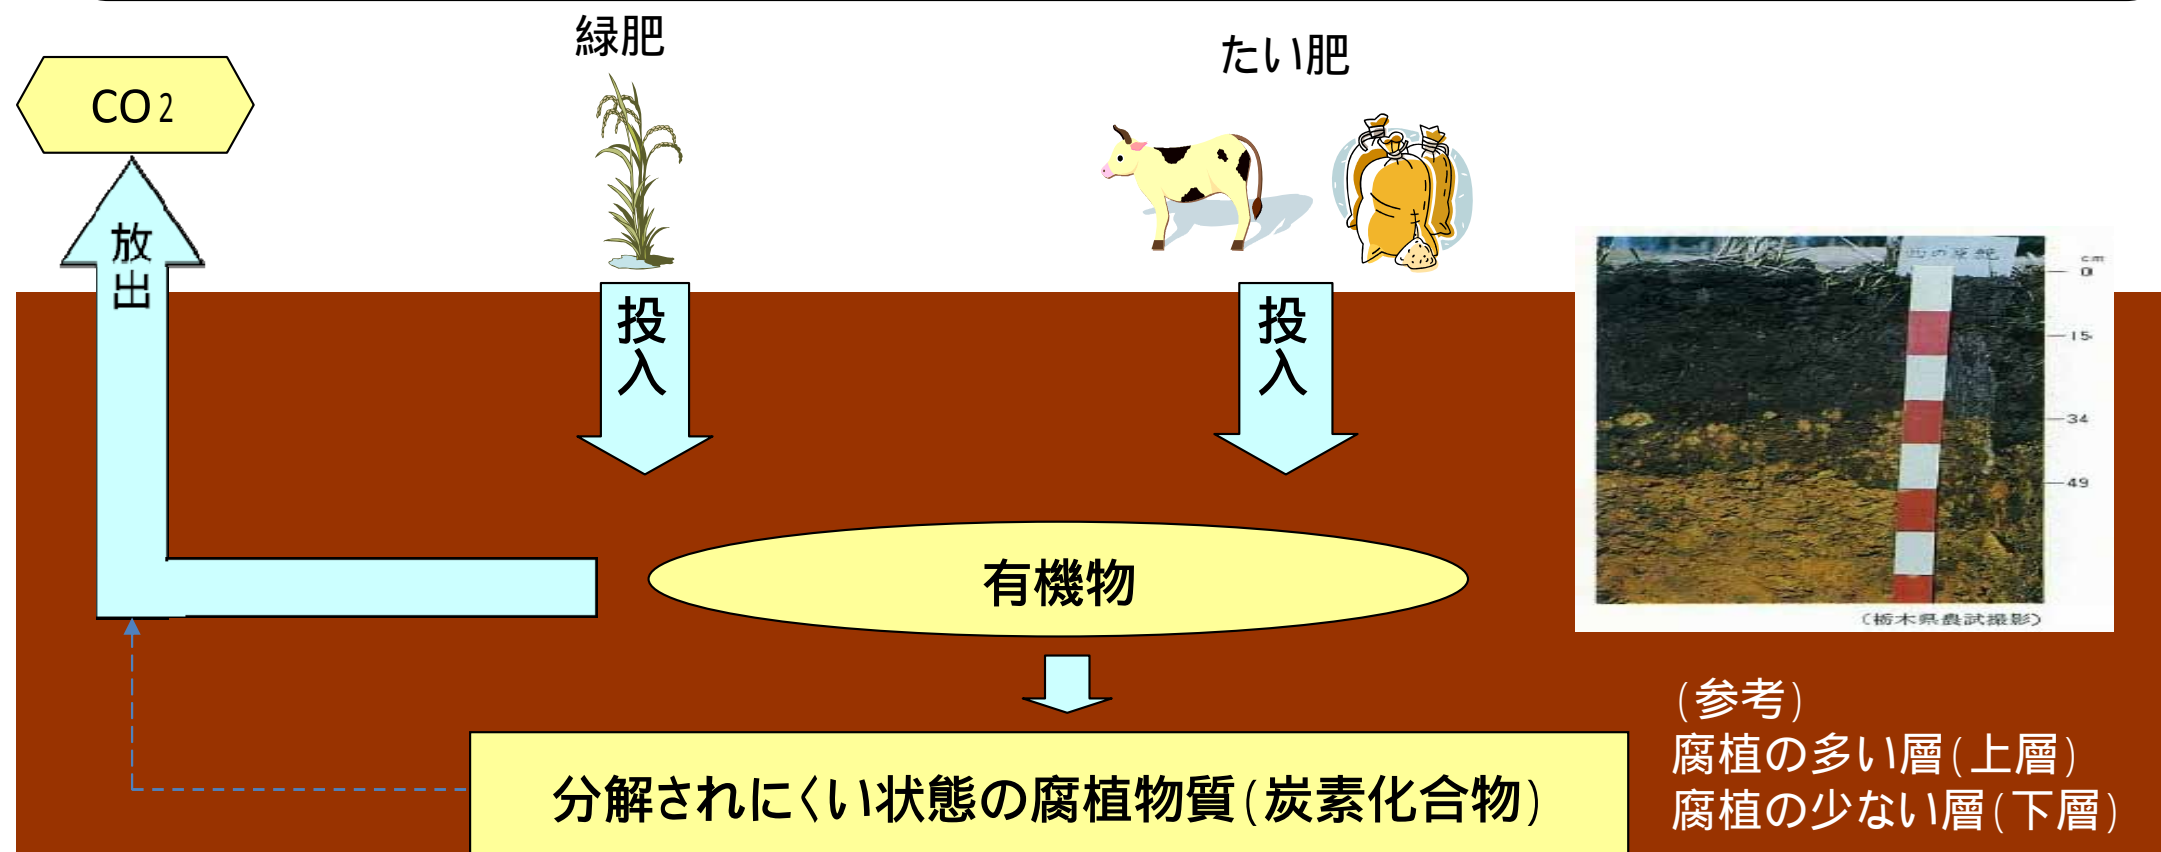 緑肥
たい肥
CO2
放出
投入
投入
cm
0
15
34
49
有機物
(栃木県農試撮影)
(参考)
腐植の多い層(上層)
腐植の少ない層(下層)
分解されにくい状態の腐植物質(炭素化合物)